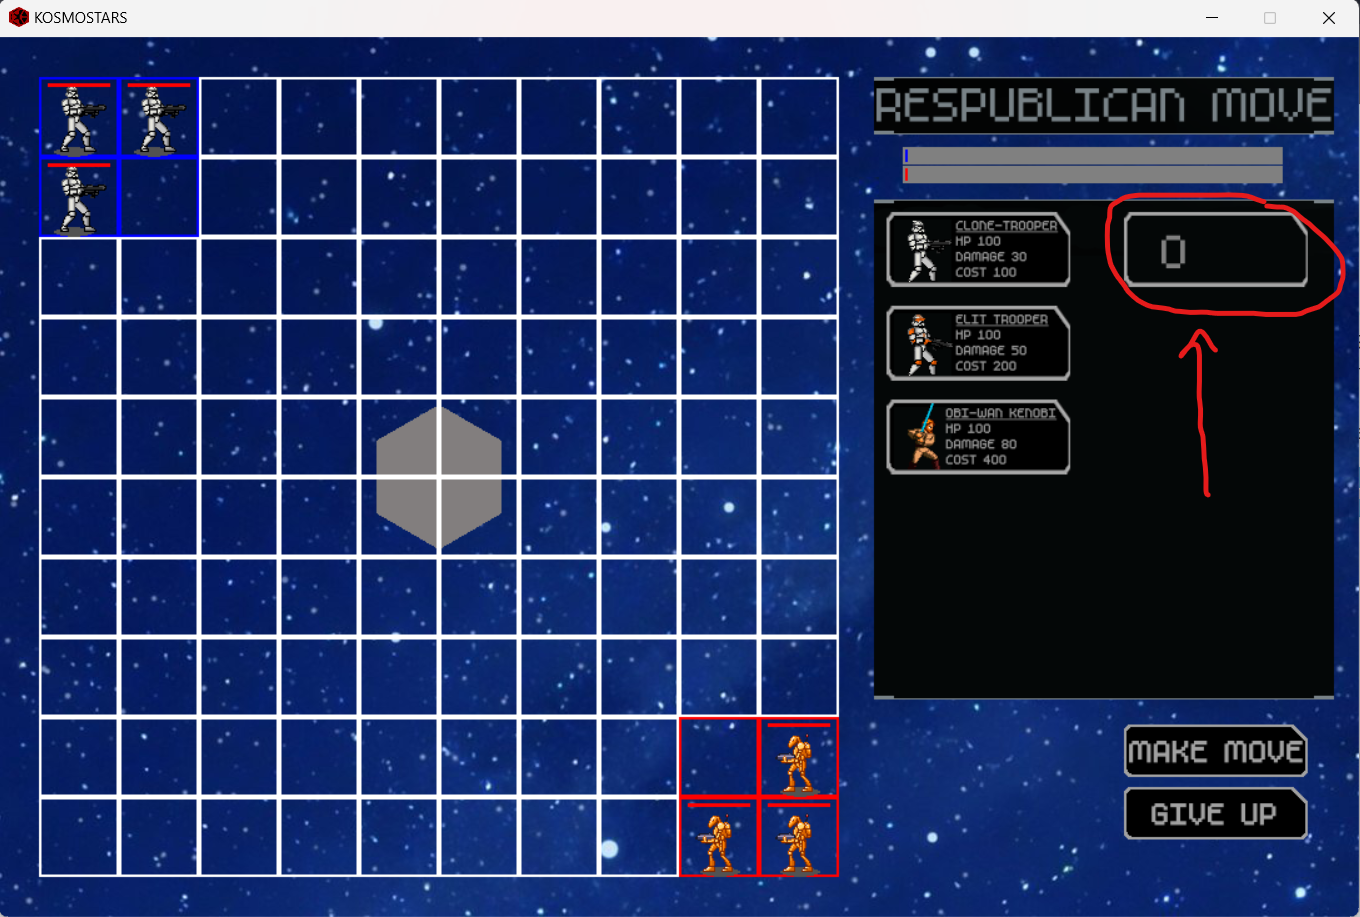 KOSMOSTARS
RESPUBLICAN MOVE
CLONE-TROOPER
HP 100
DAMAGE 30
COST 100
0
ELIT TROOPER
HP 100
DAMAGE 50
COST 200
OBI-WAN KENOBI
HP 100
DAMAGE 80
COST 400
MAKE MOVE
GIVE UP